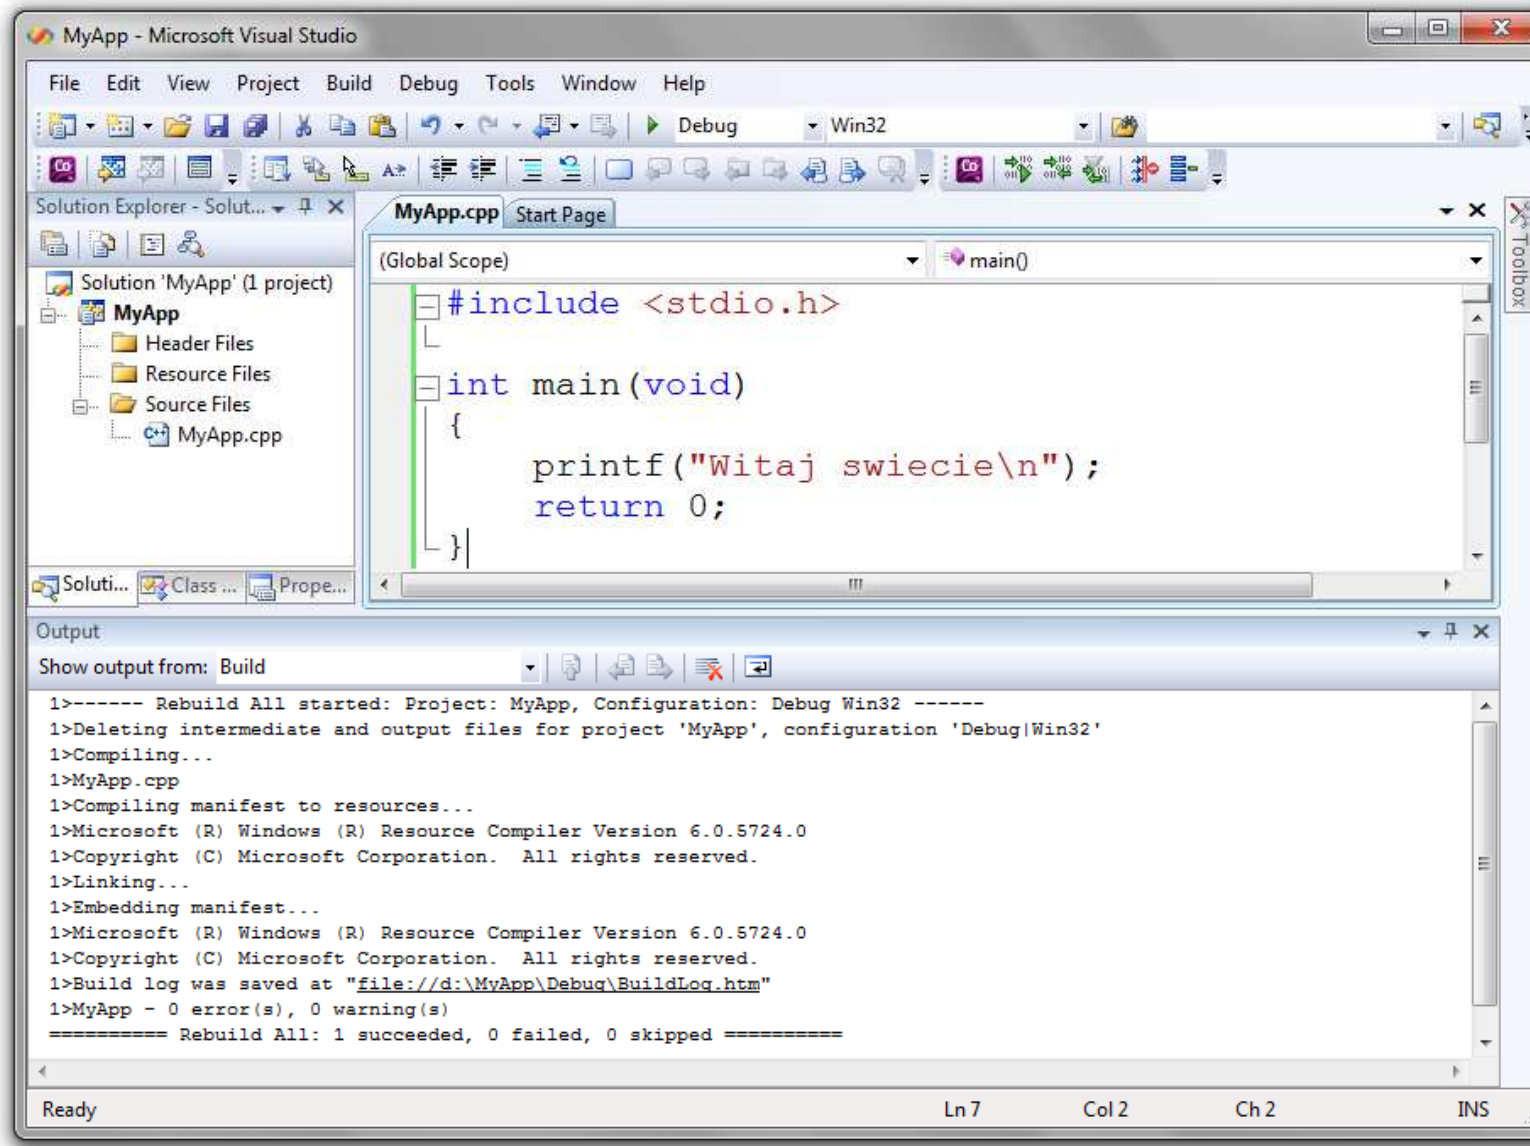 MyApp - Microsoft Visual Studio
File Edit View Project Build Debug Tools Window Help
Debug Win32
Solution Explorer - Solut...
MyApp.cpp Start Page
Toolbox
(Global Scope) main()
Solution 'MyApp' (1 project)
MyApp
Header Files
Resource Files
Source Files
MyApp.cpp
#include <stdio.h>
int main(void)
{
printf("Witaj swiecie\n");
return 0;
}
Soluti... Class ... Prope...
Output
Show output from: Build
1>------ Rebuild All started: Project: MyApp, Configuration: Debug Win32 ------
1>Deleting intermediate and output files for project 'MyApp', configuration 'Debug|Win32'
1>Compiling...
1>MyApp.cpp
1>Compiling manifest to resources...
1>Microsoft (R) Windows (R) Resource Compiler Version 6.0.5724.0
1>Copyright (C) Microsoft Corporation.  All rights reserved.
1>Linking...
1>Embedding manifest...
1>Microsoft (R) Windows (R) Resource Compiler Version 6.0.5724.0
1>Copyright (C) Microsoft Corporation.  All rights reserved.
1>Build log was saved at "file://d:\MyApp\Debug\BuildLog.htm"
1>MyApp - 0 error(s), 0 warning(s)
========== Rebuild All: 1 succeeded, 0 failed, 0 skipped ==========
Ready Ln 7 Col 2 Ch 2 INS